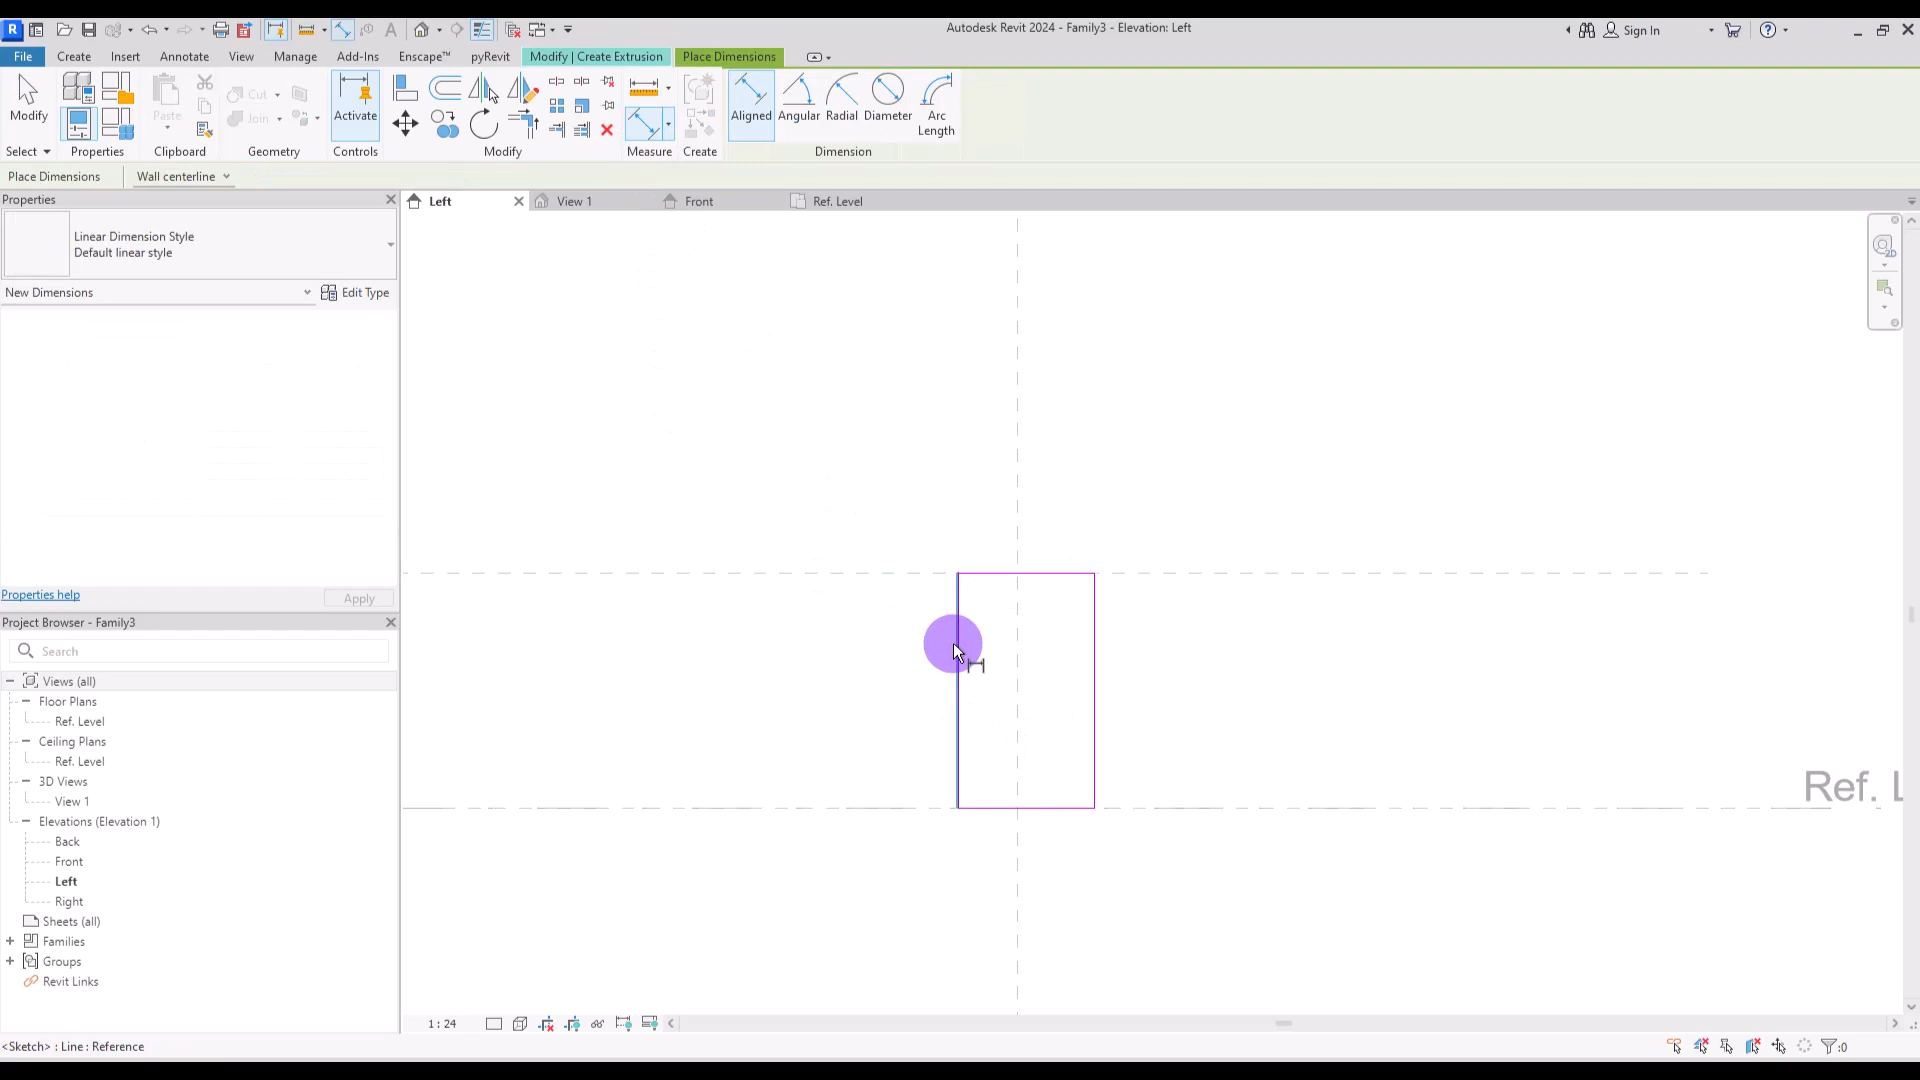 Autodesk Revit 2024 - Family3 - Elevation: Left
Sign In
File
Create
Insert
Annotate
View
Manage
Add-Ins
Enscape™
pyRevit
Modify | Create Extrusion
Place Dimensions
Modify
Paste
Cut
Join
Activate
Aligned
Angular
Radial
Diameter
Arc
Length
Select
Properties
Clipboard
Geometry
Controls
Modify
Measure
Create
Dimension
Place Dimensions
Wall centerline
Properties
Left
View 1
Front
Ref. Level
Linear Dimension Style
Default linear style
New Dimensions
Edit Type
Properties help
Apply
Project Browser - Family3
Search
Views (all)
Floor Plans
Ref. Level
Ceiling Plans
Ref. Level
3D Views
View 1
Elevations (Elevation 1)
Back
Front
Left
Right
Sheets (all)
Families
Groups
Revit Links
Ref. L
1 : 24
<Sketch> : Line : Reference
:0